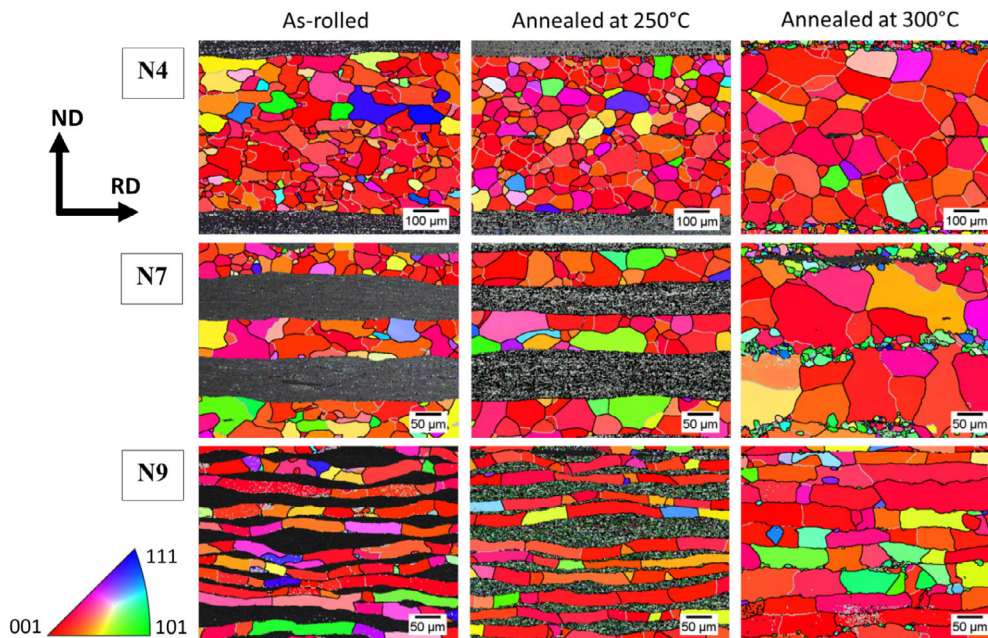 As-rolled Annealed at 250°C Annealed at 300°C
N4
ND
RD
100 µm 100 µm 100 µm
N7
50 µm 50 µm 50 µm
N9
111
001 101
50 µm 50 µm 50 µm